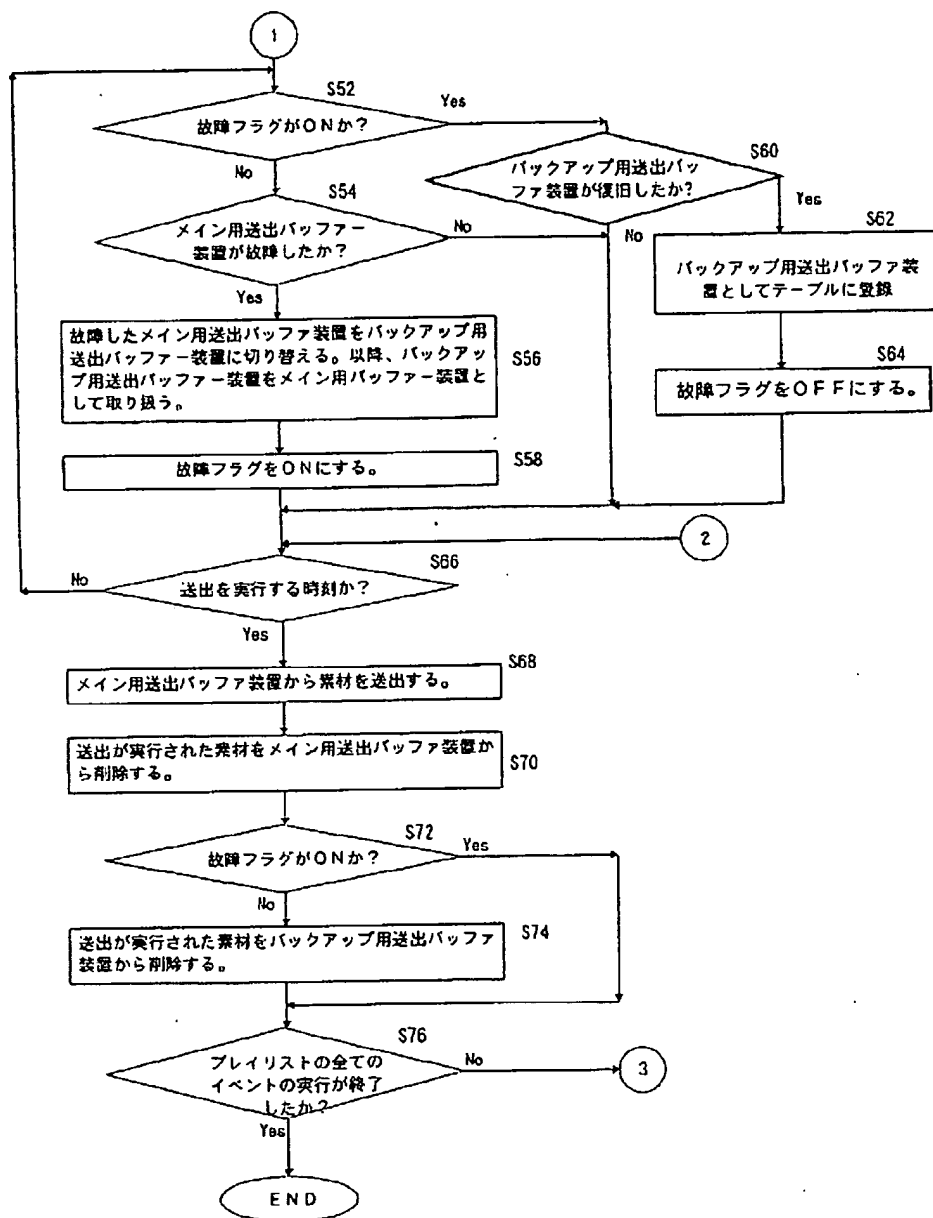 1
S52
故障フラグがONか?
Yes
No
S60
バックアップ用送出バッ
ファ装置が復旧したか?
Yes
No
S54
メイン用送出バッファー
装置が故障したか?
No
Yes
S62
バックアップ用送出バッファ装
置としてテーブルに登録
S56
故障したメイン用送出バッファ装置をバックアップ用
送出バッファー装置に切り替える。以降、バックアッ
プ用送出バッファー装置をメイン用バッファー装置と
して取り扱う。
S64
故障フラグをOFFにする。
S58
故障フラグをONにする。
2
S66
送出を実行する時刻か?
No
Yes
S68
メイン用送出バッファ装置から素材を送出する。
S70
送出が実行された素材をメイン用送出バッファ装置か
ら削除する。
S72
故障フラグがONか?
Yes
No
S74
送出が実行された素材をバックアップ用送出バッファ
装置から削除する。
S76
プレイリストの全ての
イベントの実行が終了
したか?
No
3
Yes
END